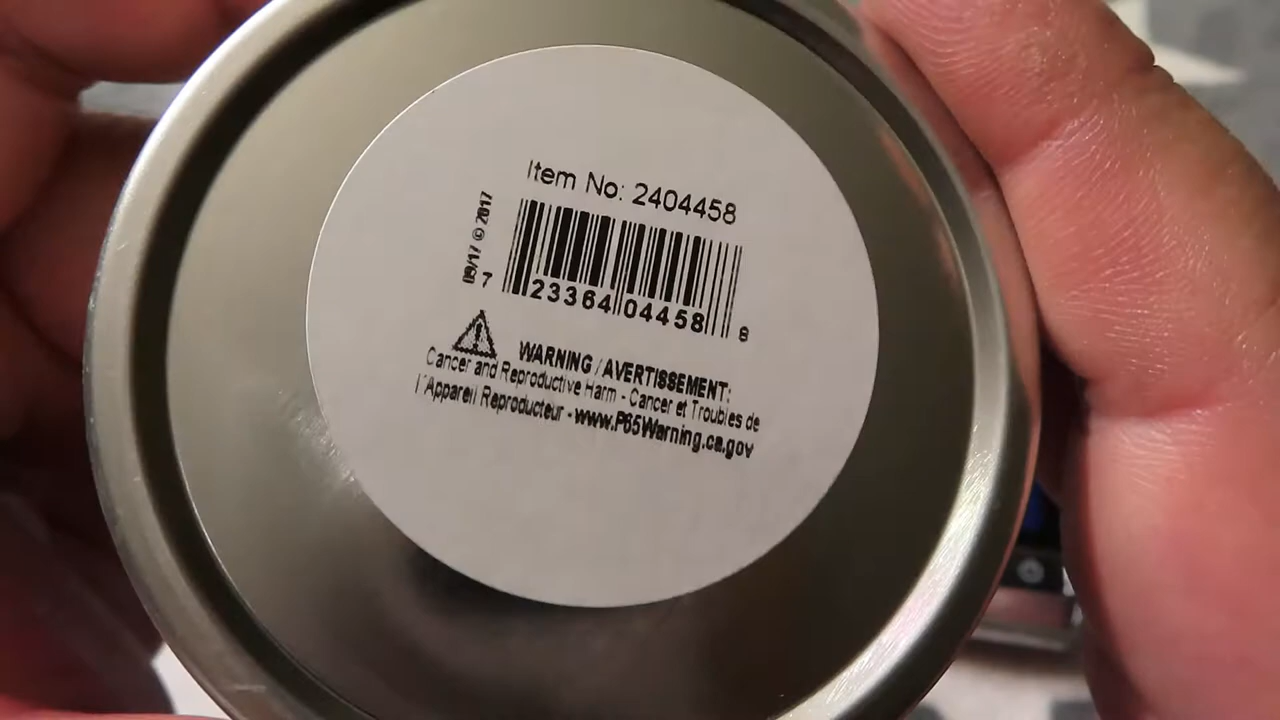 Item No: 2404458
09/17 © 2017
7 23364 04458 8
WARNING / AVERTISSEMENT:
Cancer and Reproductive Harm - Cancer et Troubles de
l'Appareil Reproducteur - www.P65Warning.ca.gov